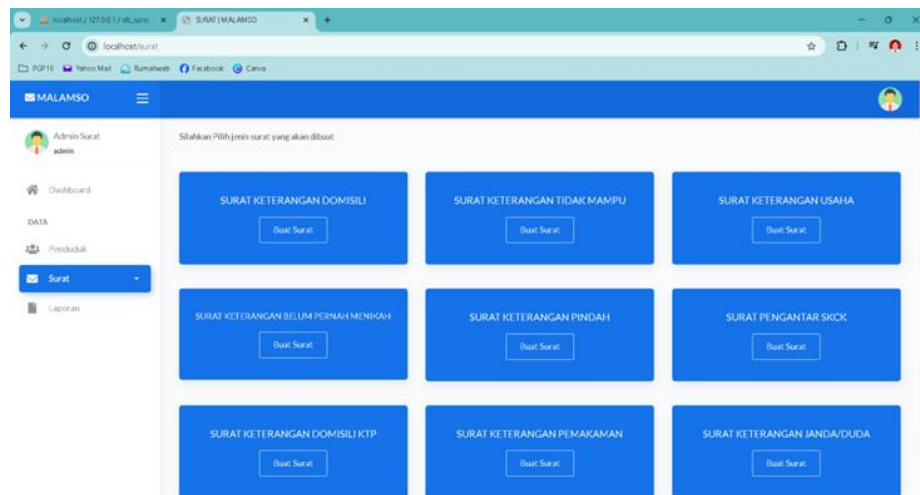 localhost / 127.0.0.1 / db_surat
SURAT | MALAMSO
localhost/surat
PGP10 Yahoo Mail Rumahweb Facebook Canva
MALAMSO
Admin Surat
admin
Silahkan Pilih jenis surat yang akan dibuat
Dashboard
DATA
Penduduk
Surat
Laporan
SURAT KETERANGAN DOMISILI
Buat Surat
SURAT KETERANGAN TIDAK MAMPU
Buat Surat
SURAT KETERANGAN USAHA
Buat Surat
SURAT KETERANGAN BELUM PERNAH MENIKAH
Buat Surat
SURAT KETERANGAN PINDAH
Buat Surat
SURAT PENGANTAR SKCK
Buat Surat
SURAT KETERANGAN DOMISILI KTP
Buat Surat
SURAT KETERANGAN PEMAKAMAN
Buat Surat
SURAT KETERANGAN JANDA/DUDA
Buat Surat